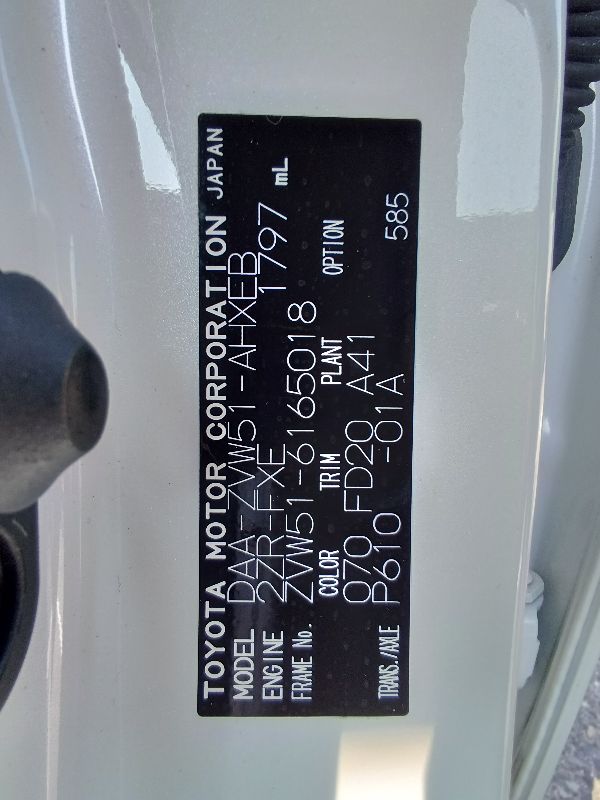 TOYOTA MOTOR CORPORATION JAPAN
MODEL DAA-ZVW51-AHXEB
ENGINE 2ZR-FXE 1797 mL
FRAME No. ZVW51-6165018
COLOR TRIM PLANT OPTION
070 FD20 A41
TRANS./AXLE P610 -01A 585